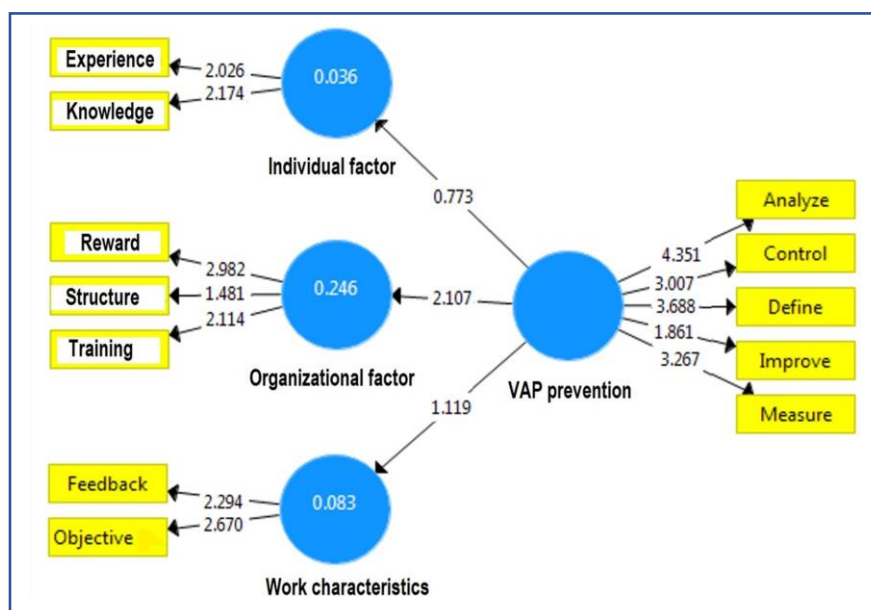 Experience
2.026
0.036
2.174
Knowledge
Individual factor
0.773
Analyze
4.351
Control
3.007
Reward
2.982
Structure
1.481
0.246
2.107
3.688
Define
2.114
Training
1.861
Improve
3.267
Organizational factor
VAP prevention
Measure
1.119
Feedback
2.294
0.083
2.670
Objective
Work characteristics